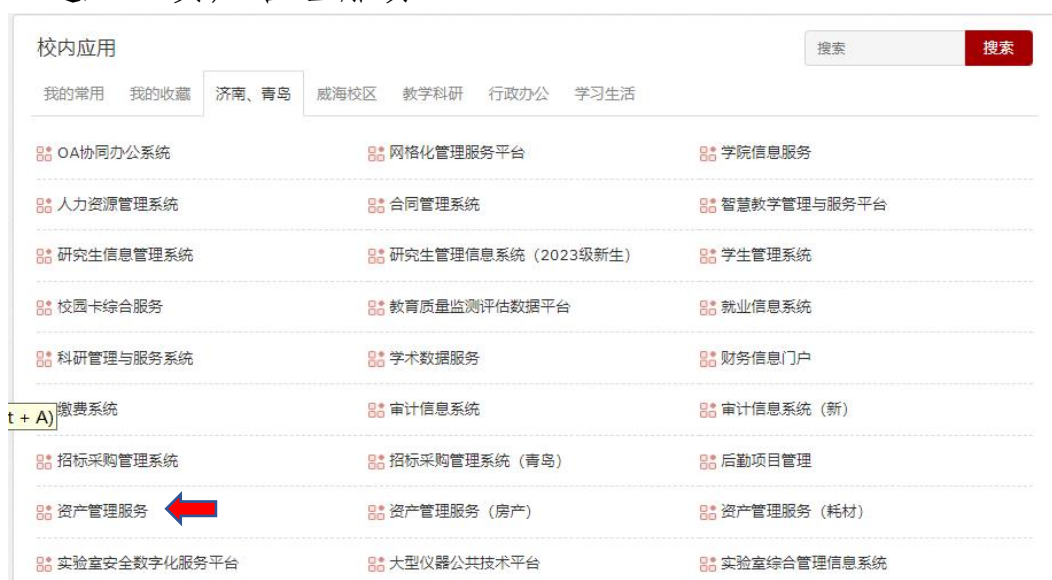 校内应用 搜索 搜索
我的常用 我的收藏 济南、青岛 威海校区 教学科研 行政办公 学习生活
OA协同办公系统 网格化管理服务平台 学院信息服务
人力资源管理系统 合同管理系统 智慧教学管理与服务平台
研究生信息管理系统 研究生管理信息系统（2023级新生） 学生管理系统
校园卡综合服务 教育质量监测评估数据平台 就业信息系统
科研管理与服务系统 学术数据服务 财务信息门户
t + A) 缴费系统 审计信息系统 审计信息系统（新）
招标采购管理系统 招标采购管理系统（青岛） 后勤项目管理
资产管理服务 资产管理服务（房产） 资产管理服务（耗材）
实验室安全数字化服务平台 大型仪器公共技术平台 实验室综合管理信息系统